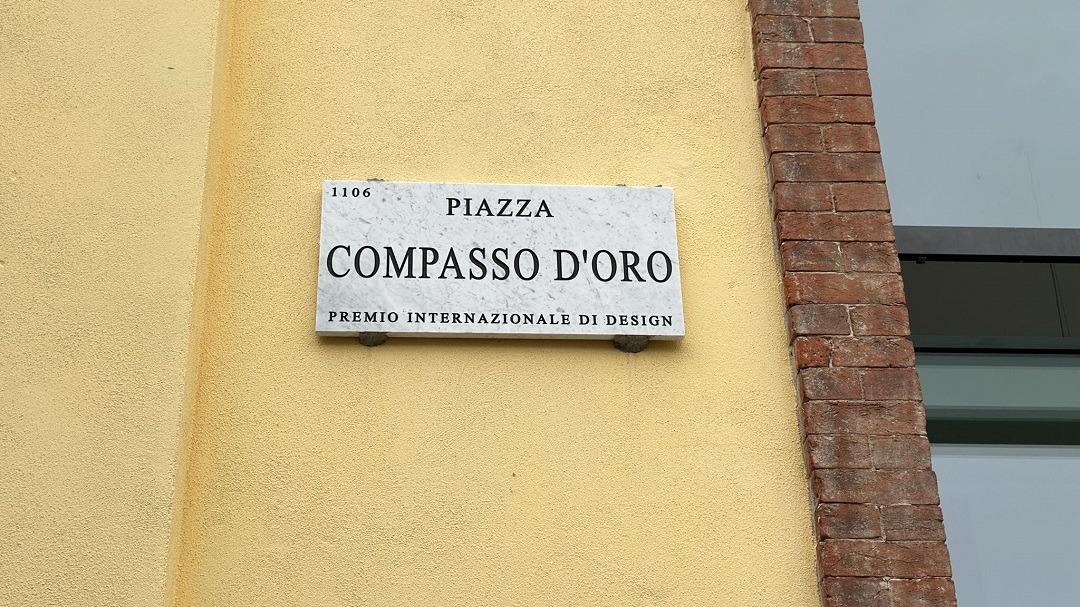 1106
PIAZZA
COMPASSO D'ORO
PREMIO INTERNAZIONALE DI DESIGN